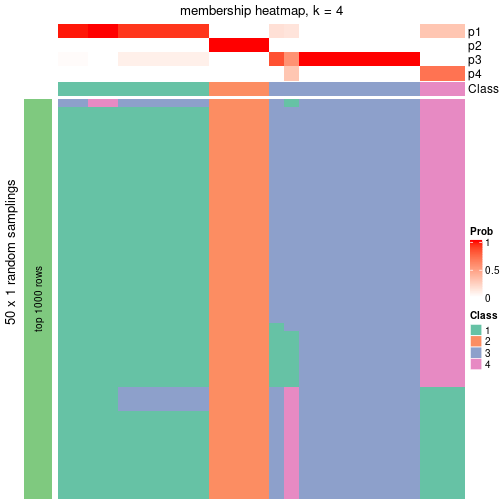 membership heatmap, k = 4
p1
p2
p3
p4
Class
50 x 1 random samplings
top 1000 rows
Prob
1
0.5
0
Class
1
2
3
4